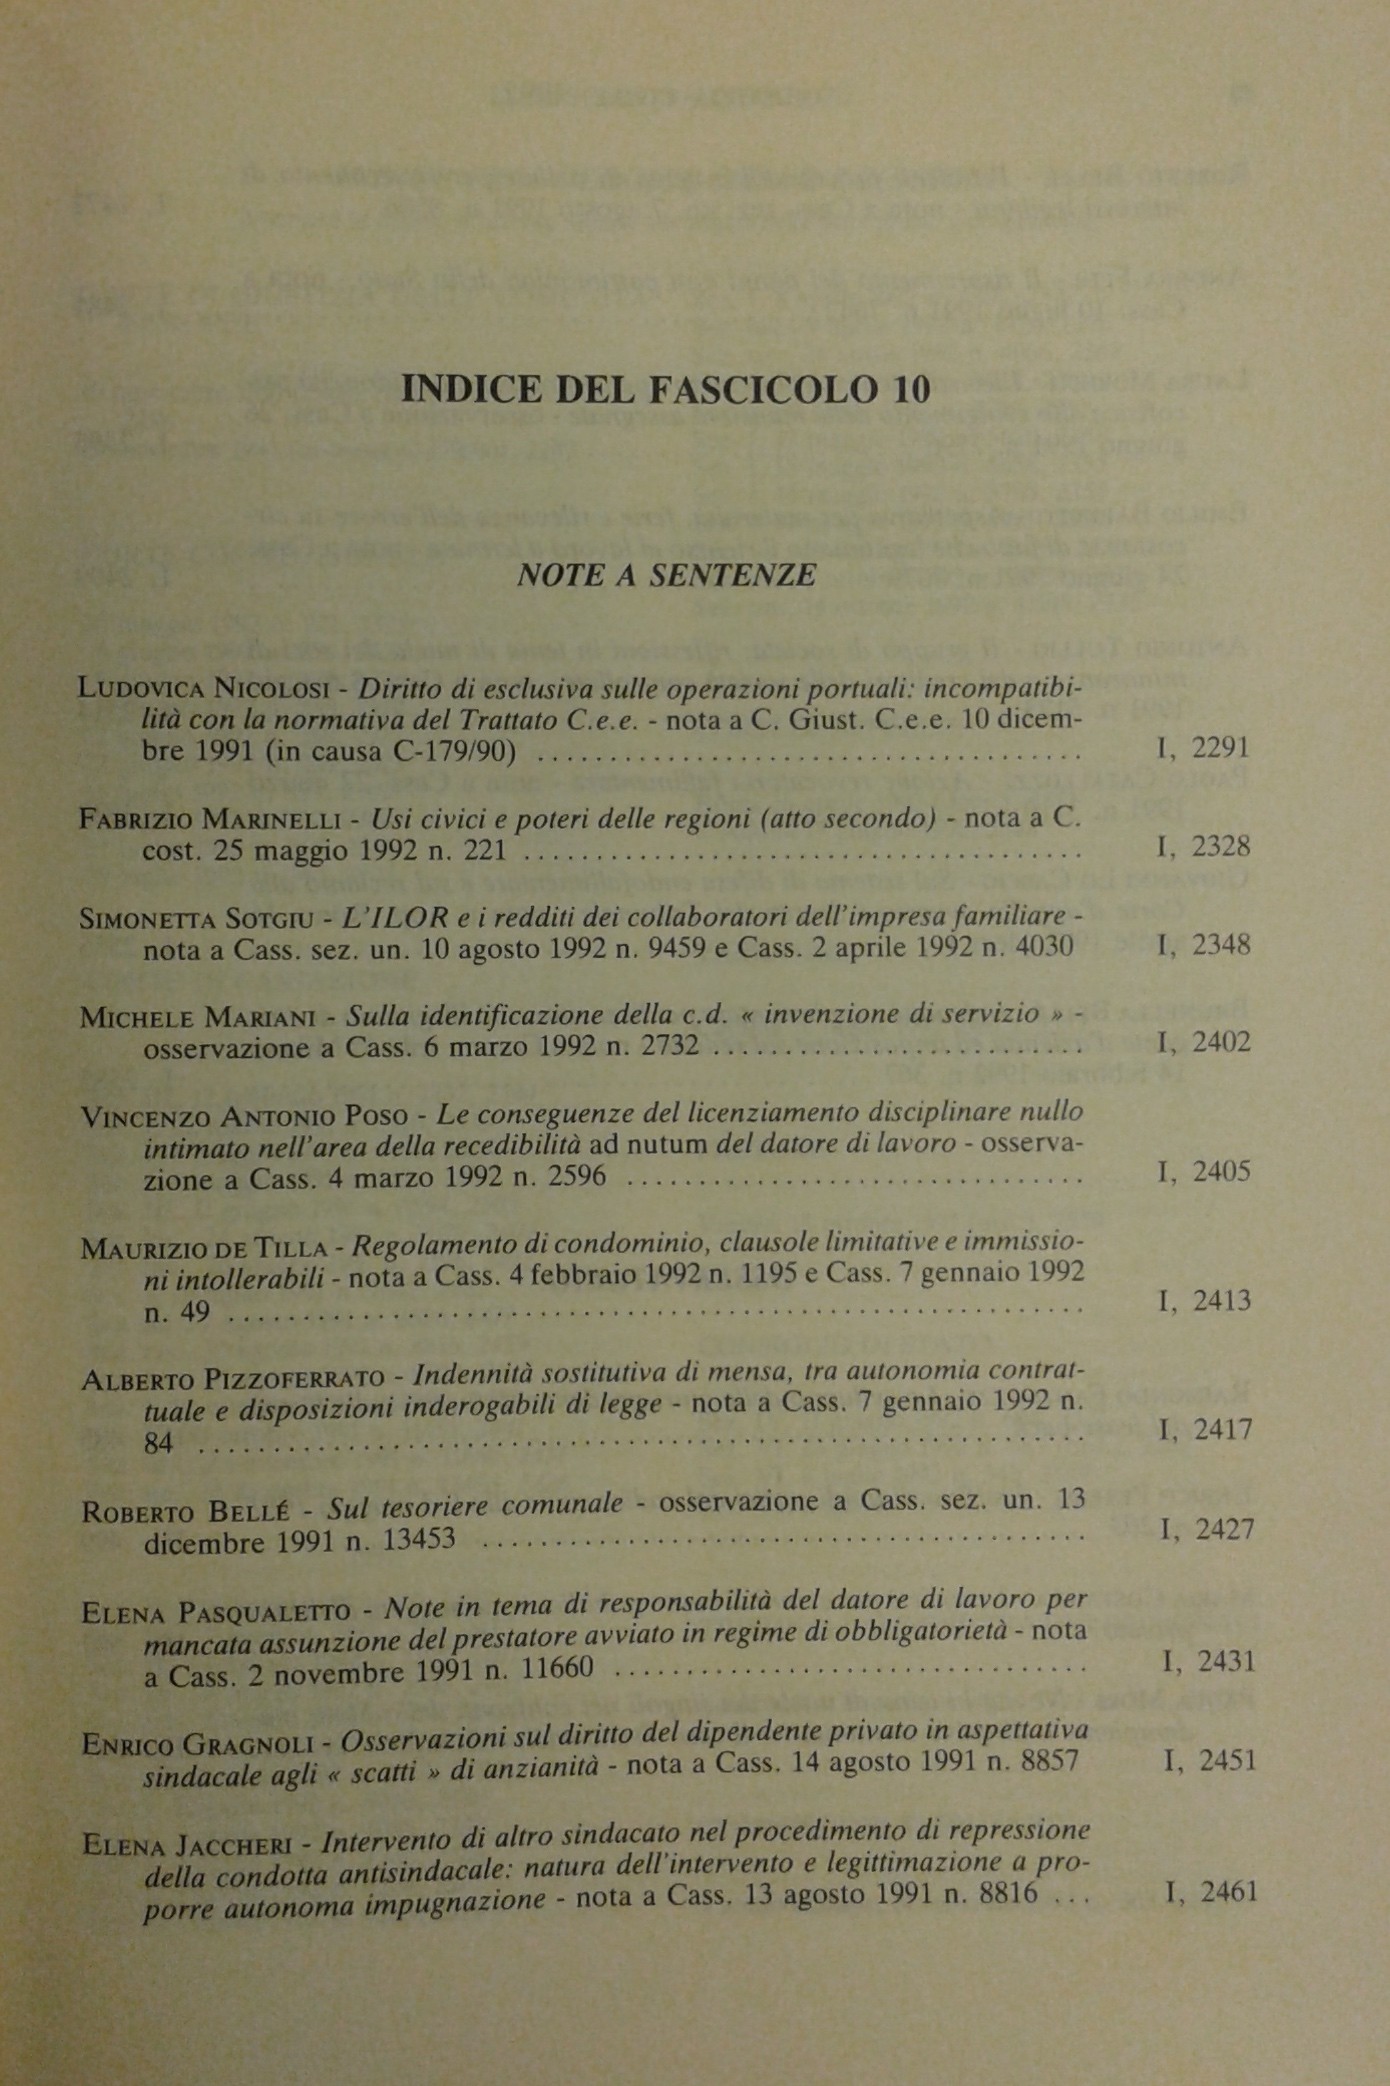 INDICE DEL FASCICOLO 10
NOTE A SENTENZE
LUDOVICA NICOLOSI - Diritto di esclusiva sulle operazioni portuali: incompatibi-
lità con la normativa del Trattato C.e.e. - nota a C. Giust. C.e.e. 10 dicem-
bre 1991 (in causa C-179/90) ..................................... I, 2291
FABRIZIO MARINELLI - Usi civici e poteri delle regioni (atto secondo) - nota a C.
cost. 25 maggio 1992 n. 221 ...................................... I, 2328
SIMONETTA SOTGIU - L'ILOR e i redditi dei collaboratori dell'impresa familiare -
nota a Cass. sez. un. 10 agosto 1992 n. 9459 e Cass. 2 aprile 1992 n. 4030 I, 2348
MICHELE MARIANI - Sulla identificazione della c.d. « invenzione di servizio » -
osservazione a Cass. 6 marzo 1992 n. 2732 .......................... I, 2402
VINCENZO ANTONIO POSO - Le conseguenze del licenziamento disciplinare nullo
intimato nell'area della recedibilità ad nutum del datore di lavoro - osserva-
zione a Cass. 4 marzo 1992 n. 2596 ................................ I, 2405
MAURIZIO DE TILLA - Regolamento di condominio, clausole limitative e immissio-
ni intollerabili - nota a Cass. 4 febbraio 1992 n. 1195 e Cass. 7 gennaio 1992
n. 49 .......................................................... I, 2413
ALBERTO PIZZOFERRATO - Indennità sostitutiva di mensa, tra autonomia contrat-
tuale e disposizioni inderogabili di legge - nota a Cass. 7 gennaio 1992 n.
84 ............................................................ I, 2417
ROBERTO BELLÉ - Sul tesoriere comunale - osservazione a Cass. sez. un. 13
dicembre 1991 n. 13453 ......................................... I, 2427
ELENA PASQUALETTO - Note in tema di responsabilità del datore di lavoro per
mancata assunzione del prestatore avviato in regime di obbligatorietà - nota
a Cass. 2 novembre 1991 n. 11660 ................................. I, 2431
ENRICO GRAGNOLI - Osservazioni sul diritto del dipendente privato in aspettativa
sindacale agli « scatti » di anzianità - nota a Cass. 14 agosto 1991 n. 8857 I, 2451
ELENA JACCHERI - Intervento di altro sindacato nel procedimento di repressione
della condotta antisindacale: natura dell'intervento e legittimazione a pro-
porre autonoma impugnazione - nota a Cass. 13 agosto 1991 n. 8816 ... I, 2461